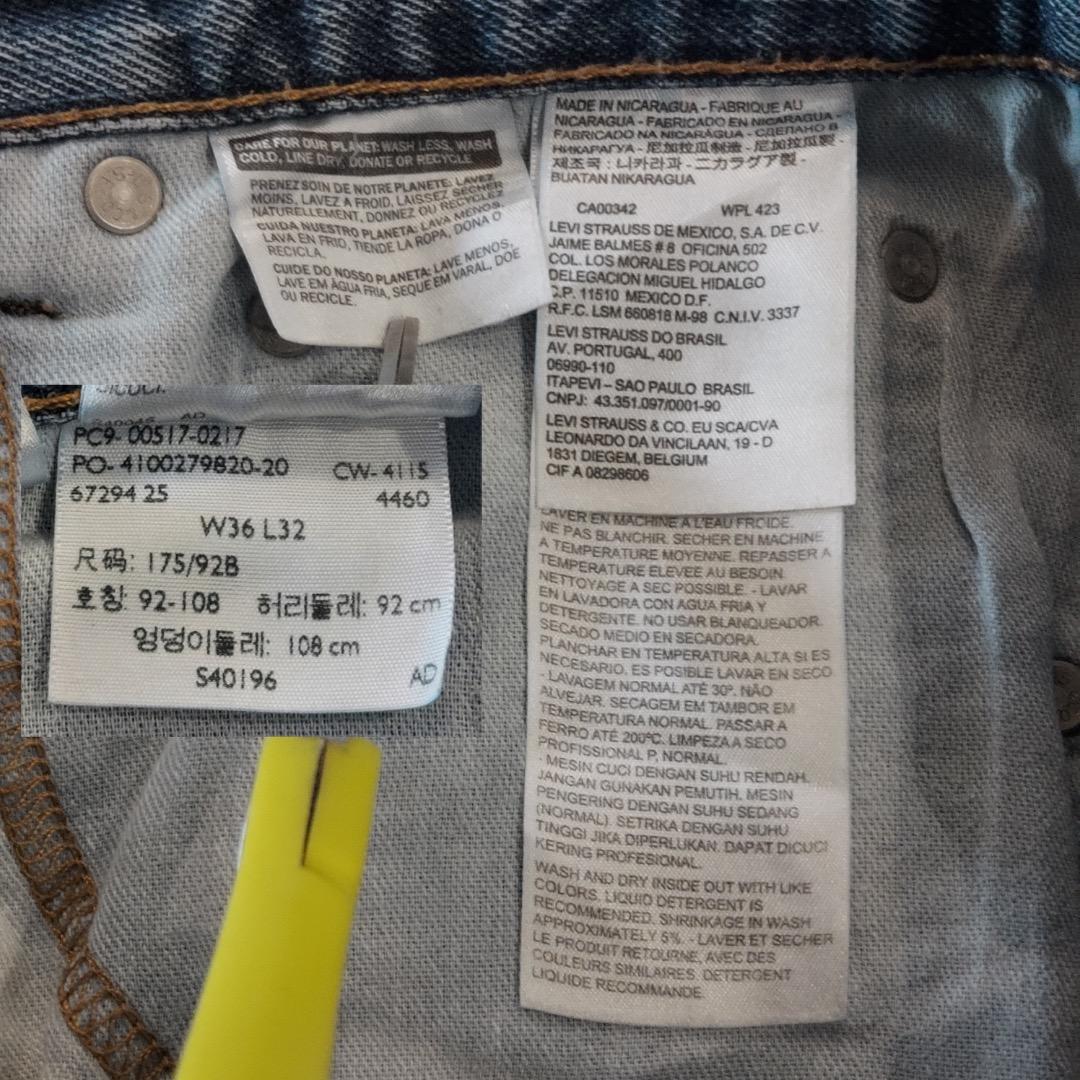 CARE FOR OUR PLANET: WASH LESS, WASH
COLD, LINE DRY, DONATE OR RECYCLE
PRENEZ SOIN DE NOTRE PLANETE: LAVEZ
MOINS, LAVEZ A FROID, LAISSEZ SECHER
NATURELLEMENT, DONNEZ OU RECYCLEZ
CUIDA NUESTRO PLANETA: LAVA MENOS,
LAVA EN FRIO, TIENDE LA ROPA, DONA O
RECICLA.
CUIDE DO NOSSO PLANETA: LAVE MENOS,
LAVE EM ÁGUA FRIA, SEQUE EM VARAL, DOE
OU RECICLE.
MADE IN NICARAGUA - FABRIQUE AU
NICARAGUA - FABRICADO EN NICARAGUA -
FABRICADO NA NICARÁGUA - СДЕЛАНО В
НИКАРАГУА - 尼加拉瓜制造 - 尼加拉瓜製 -
제조국 : 니카라과 - ニカラグア製 -
BUATAN NIKARAGUA
CA00342 WPL 423
LEVI STRAUSS DE MEXICO, S.A. DE C.V.
JAIME BALMES # 8 OFICINA 502
COL. LOS MORALES POLANCO
DELEGACION MIGUEL HIDALGO
C.P. 11510 MEXICO D.F.
R.F.C. LSM 660818 M-98 C.N.I.V. 3337
LEVI STRAUSS DO BRASIL
AV. PORTUGAL, 400
06990-110
ITAPEVI – SAO PAULO BRASIL
CNPJ: 43.351.097/0001-90
LEVI STRAUSS & CO. EU SCA/CVA
LEONARDO DA VINCILAAN, 19 - D
1831 DIEGEM, BELGIUM
CIF A 08298606
LAVER EN MACHINE A L'EAU FROIDE.
NE PAS BLANCHIR. SECHER EN MACHINE
A TEMPERATURE MOYENNE. REPASSER A
TEMPERATURE ELEVEE AU BESOIN.
NETTOYAGE A SEC POSSIBLE. - LAVAR
EN LAVADORA CON AGUA FRIA Y
DETERGENTE. NO USAR BLANQUEADOR.
SECADO MEDIO EN SECADORA.
PLANCHAR EN TEMPERATURA ALTA SI ES
NECESARIO. ES POSIBLE LAVAR EN SECO
- LAVAGEM NORMAL ATÉ 30º. NÃO
ALVEJAR. SECAGEM EM TAMBOR EM
TEMPERATURA NORMAL. PASSAR A
FERRO ATÉ 200ºC. LIMPEZA A SECO
PROFISSIONAL P, NORMAL.
- MESIN CUCI DENGAN SUHU RENDAH.
JANGAN GUNAKAN PEMUTIH. MESIN
PENGERING DENGAN SUHU SEDANG
(NORMAL). SETRIKA DENGAN SUHU
TINGGI JIKA DIPERLUKAN. DAPAT DICUCI
KERING PROFESIONAL.
WASH AND DRY INSIDE OUT WITH LIKE
COLORS. LIQUID DETERGENT IS
RECOMMENDED. SHRINKAGE IN WASH
APPROXIMATELY 5%. - LAVER ET SECHER
LE PRODUIT RETOURNE, AVEC DES
COULEURS SIMILAIRES. DETERGENT
LIQUIDE RECOMMANDE.
PC9- 00517-0217
PO- 4100279820-20 CW- 4115
67294 25 4460
W36 L32
尺码: 175/92B
호칭: 92-108 허리둘레: 92 cm
엉덩이둘레: 108 cm
S40196 AD